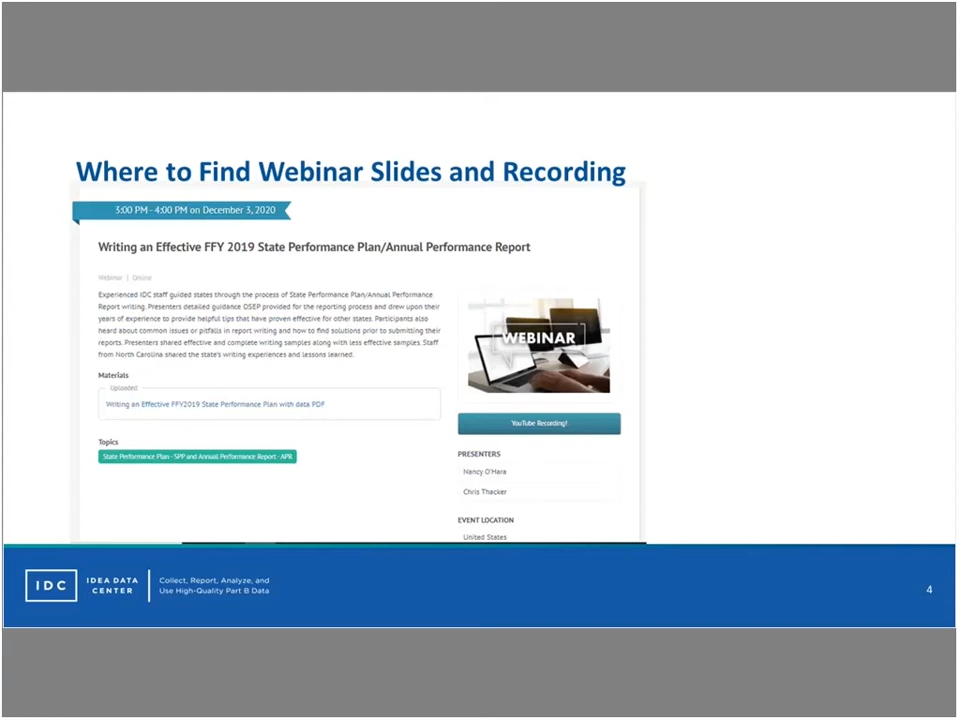 Where to Find Webinar Slides and Recording
3:00 PM - 4:00 PM on December 3, 2020
Writing an Effective FFY 2019 State Performance Plan/Annual Performance Report
Webinar | Online
Experienced IDC staff guided states through the process of State Performance Plan/Annual Performance
Report writing. Presenters detailed guidance OSEP provided for the reporting process and drew upon their
years of experience to provide helpful tips that have proven effective for other states. Participants also
heard about common issues or pitfalls in report writing and how to find solutions prior to submitting their
reports. Presenters shared effective and complete writing samples along with less effective samples. Staff
from North Carolina shared the state's writing experiences and lessons learned.
Materials
Uploaded
Writing an Effective FFY2019 State Performance Plan with data PDF
Topics
State Performance Plan - SPP and Annual Performance Report - APR
WEBINAR
YouTube Recording!
PRESENTERS
Nancy O'Hara
Chris Thacker
EVENT LOCATION
United States
IDC
IDEA DATA
CENTER
Collect, Report, Analyze, and
Use High-Quality Part B Data
4